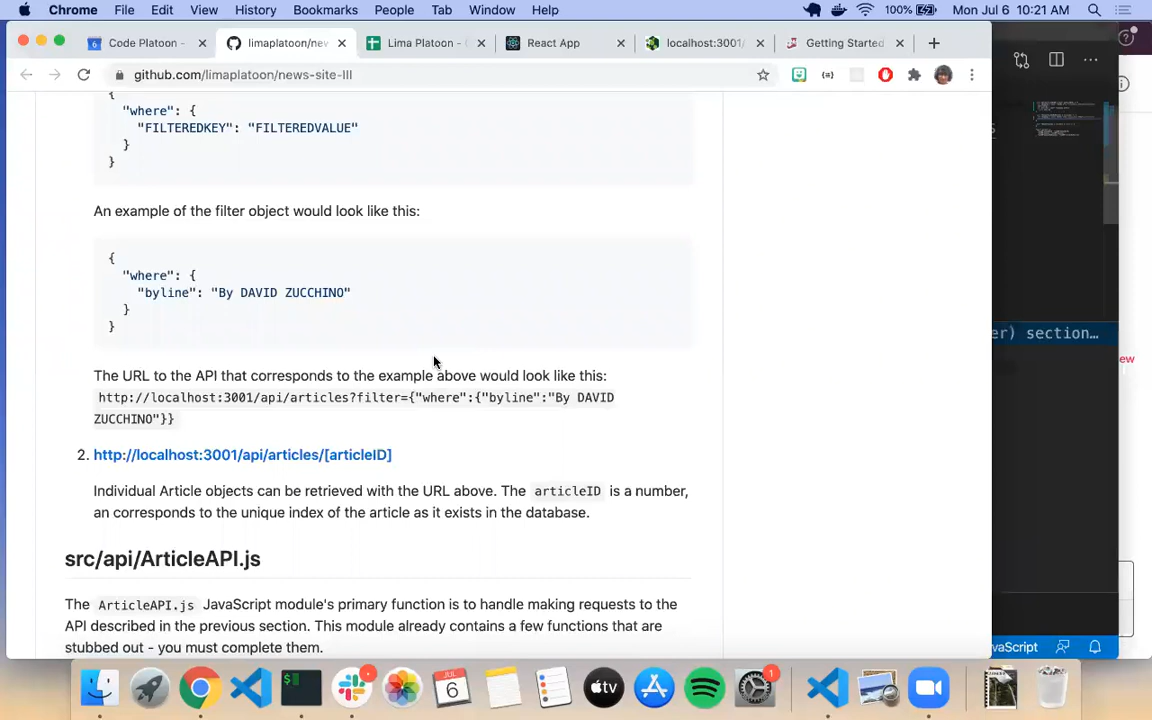 Chrome File Edit View History Bookmarks People Tab Window Help 100% Mon Jul 6 10:21 AM
Code Platoon - limaplatoon/new Lima Platoon - React App localhost:3001/ Getting Started
github.com/limaplatoon/news-site-III
{
"where": {
"FILTEREDKEY": "FILTEREDVALUE"
}
}
An example of the filter object would look like this:
{
"where": {
"byline": "By DAVID ZUCCHINO"
}
}
er) section…
ew
The URL to the API that corresponds to the example above would look like this:
http://localhost:3001/api/articles?filter={"where":{"byline":"By DAVID
ZUCCHINO"}}
2. http://localhost:3001/api/articles/[articleID]
Individual Article objects can be retrieved with the URL above. The articleID is a number,
an corresponds to the unique index of the article as it exists in the database.
src/api/ArticleAPI.js
The ArticleAPI.js JavaScript module's primary function is to handle making requests to the
API described in the previous section. This module already contains a few functions that are
stubbed out - you must complete them.
vaScript
1 JUL 6 tv 1